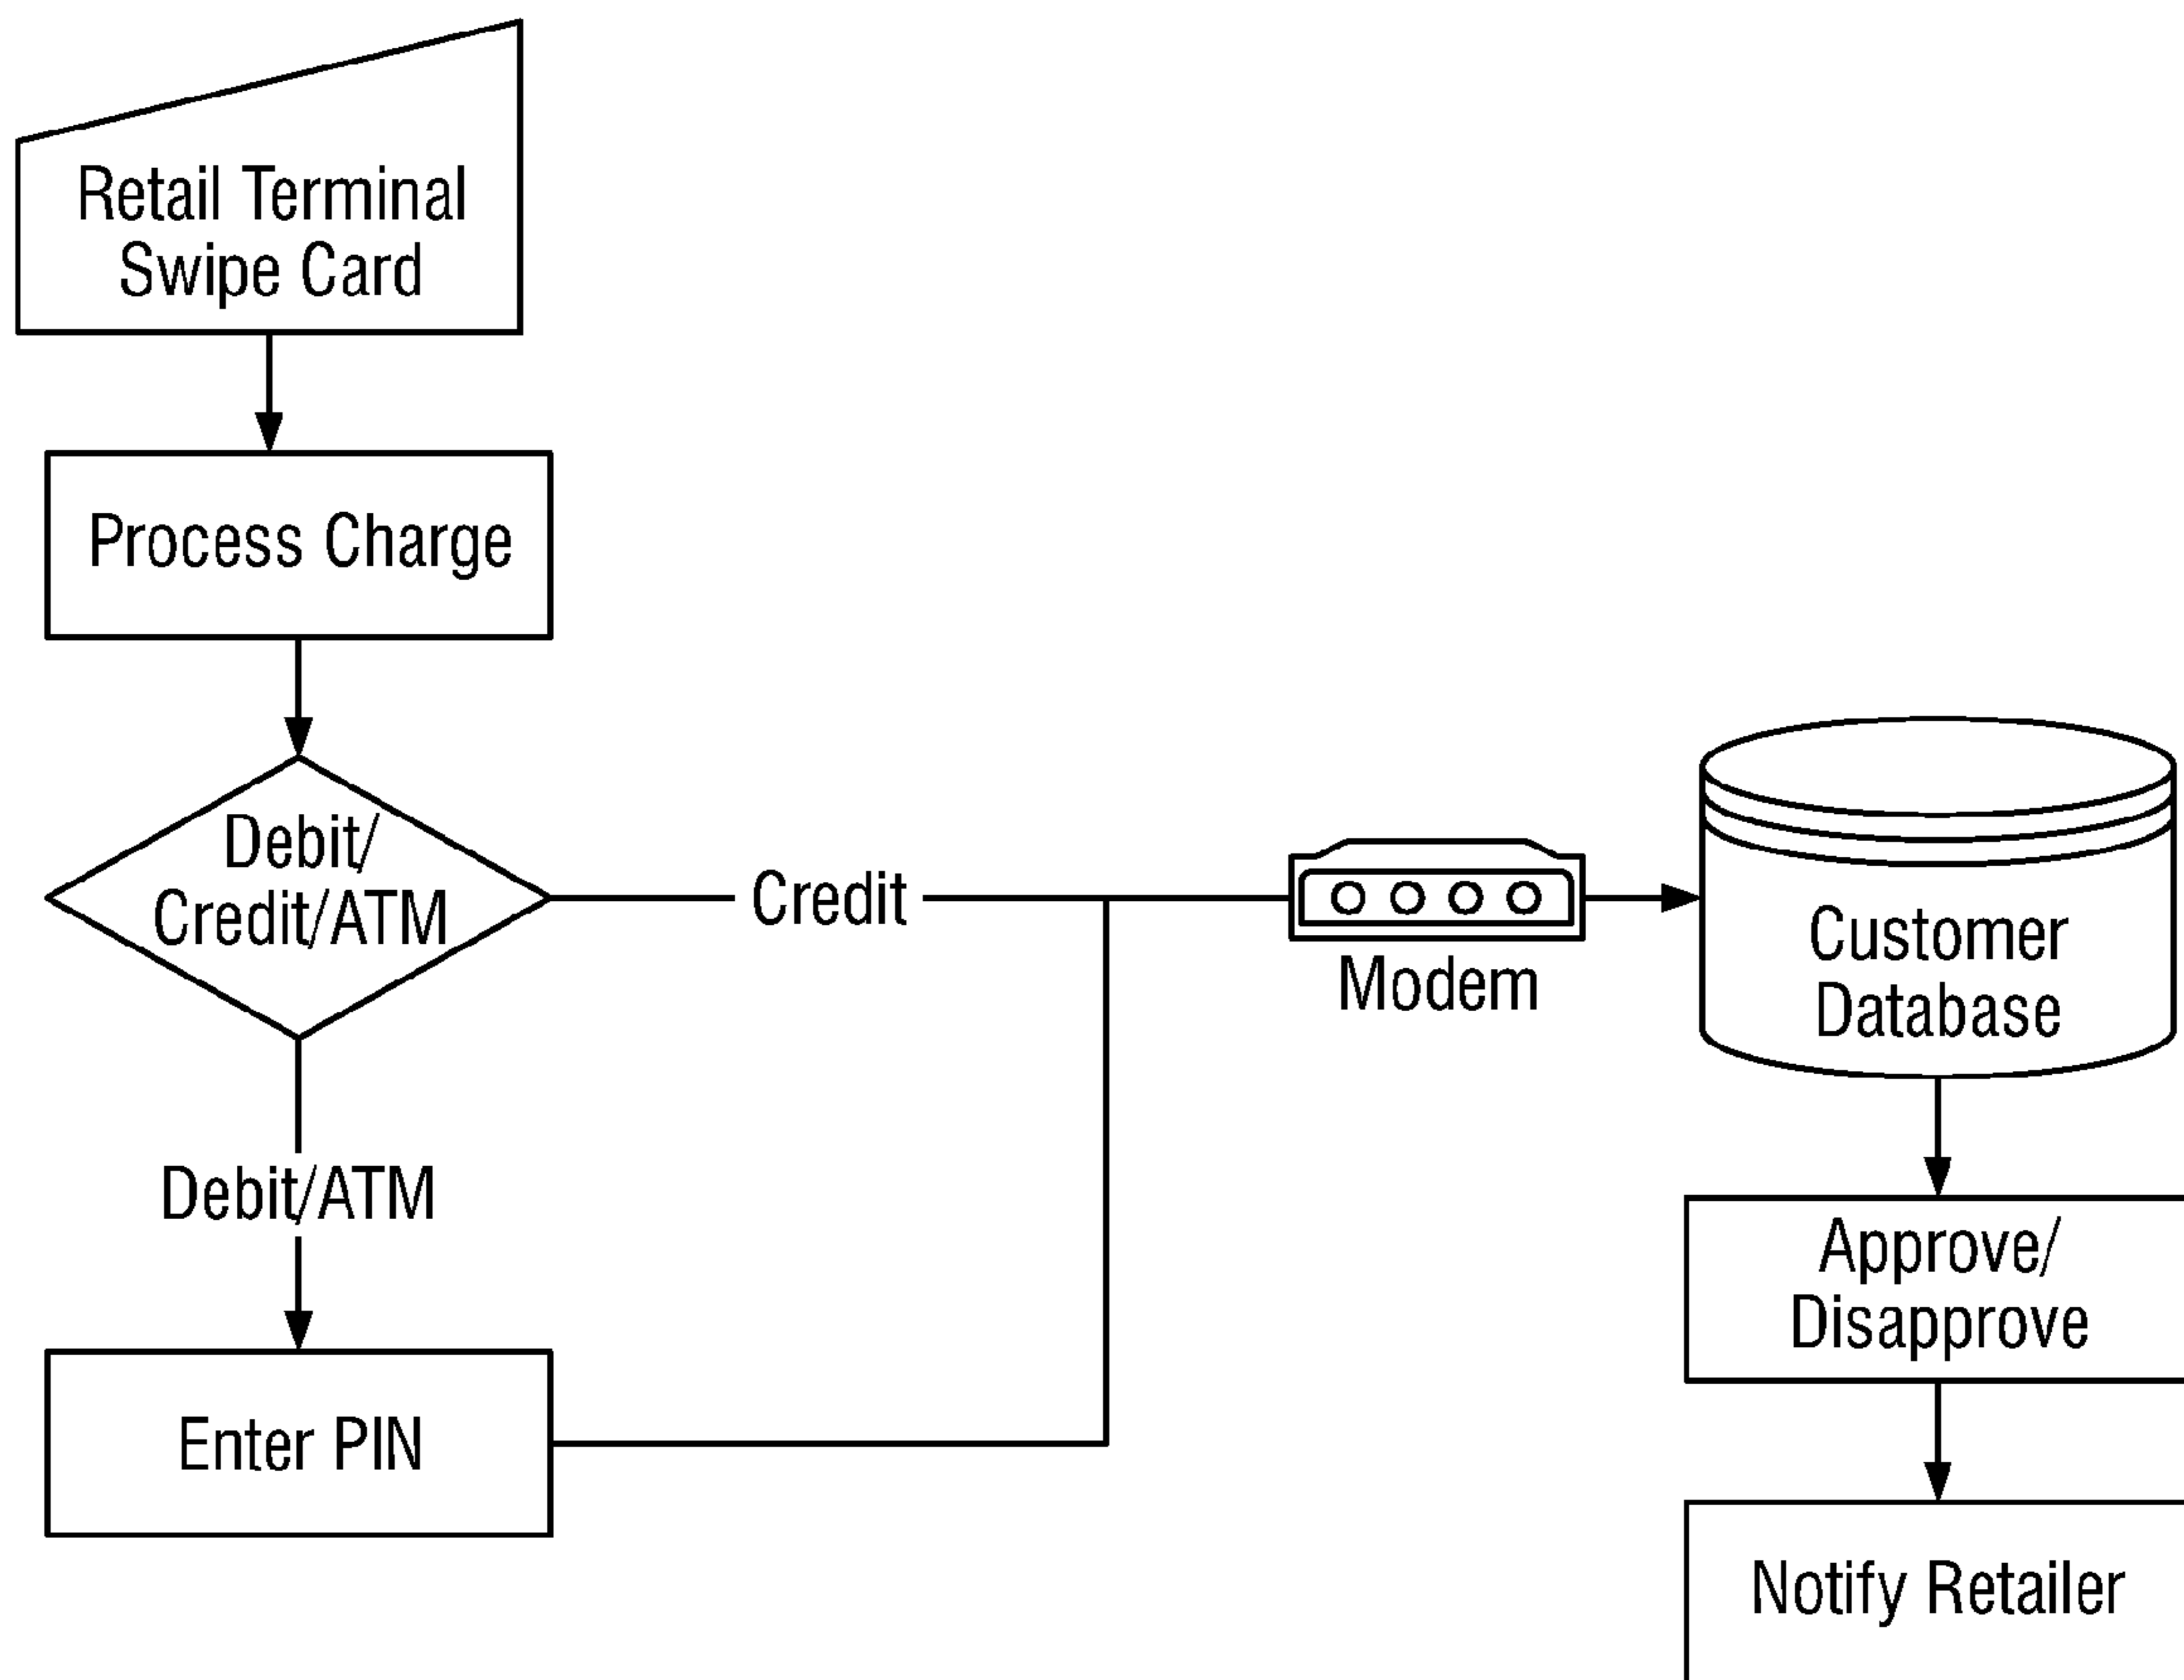 Retail Terminal
Swipe Card
Process Charge
Debit/
Credit/ATM
Credit
Modem
Customer
Database
Debit/ATM
Approve/
Disapprove
Enter PIN
Notify Retailer